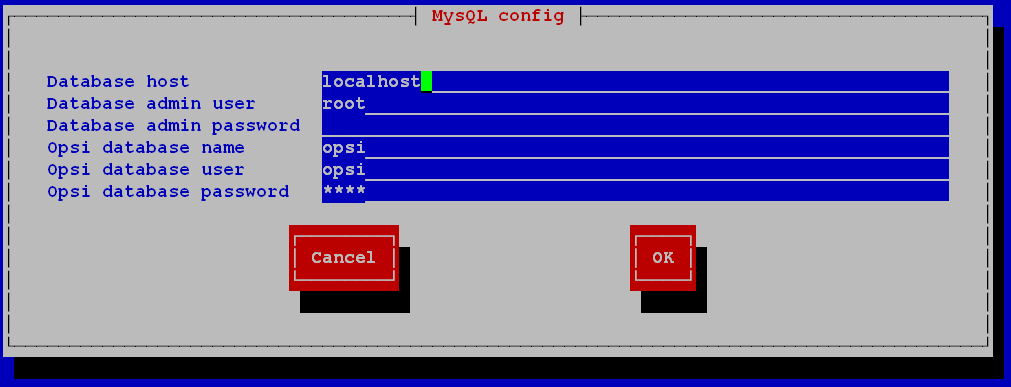 MysQL config
Database host localhost
Database admin user root
Database admin password
Opsi database name opsi
Opsi database user opsi
Opsi database password ****
Cancel OK